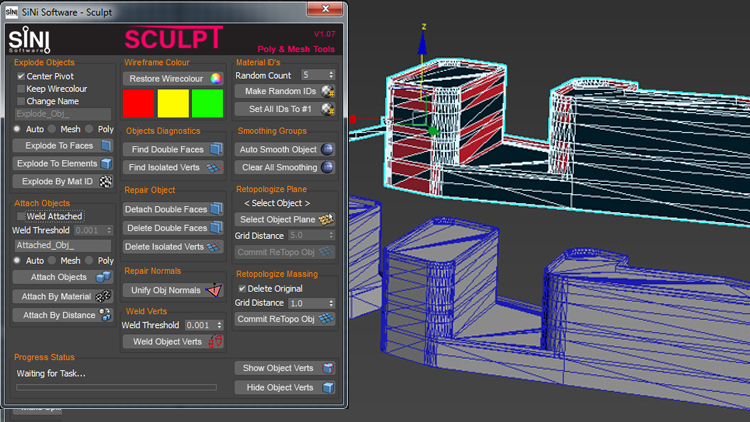 SiNi Software - Sculpt
SiNi
Software
SCULPT
V1.07
Poly & Mesh Tools
Explode Objects
Center Pivot
Keep Wirecolour
Change Name
Explode_Obj_
Auto Mesh Poly
Explode To Faces
Explode To Elements
Explode By Mat ID
Attach Objects
Weld Attached
Weld Threshold 0.001
Attached_Obj_
Auto Mesh Poly
Attach Objects
Attach By Material
Attach By Distance
Wireframe Colour
Restore Wirecolour
Objects Diagnostics
Find Double Faces
Find Isolated Verts
Repair Object
Detach Double Faces
Delete Double Faces
Delete Isolated Verts
Repair Normals
Unify Obj Normals
Weld Verts
Weld Threshold 0.001
Weld Object Verts
Material ID's
Random Count 5
Make Random IDs
Set All IDs To #1
Smoothing Groups
Auto Smooth Object
Clear All Smoothing
Retopologize Plane
< Select Object >
Select Object Plane
Grid Distance 5.0
Commit ReTopo Obj
Retopologize Massing
Delete Original
Grid Distance 1.0
Commit ReTopo Obj
Progress Status
Waiting for Task...
Show Object Verts
Hide Object Verts
z